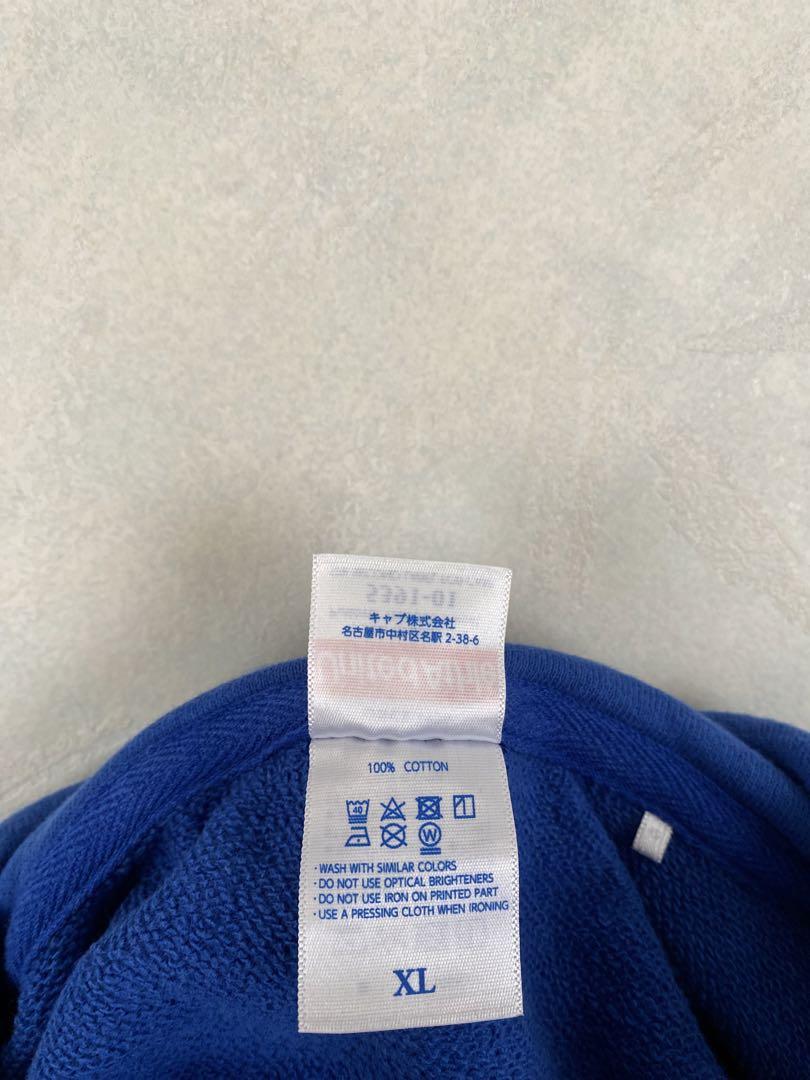 キャブ株式会社
名古屋市中村区名駅 2-38-6
100% COTTON
40
W
・WASH WITH SIMILAR COLORS
・DO NOT USE OPTICAL BRIGHTENERS
・DO NOT USE IRON ON PRINTED PART
・USE A PRESSING CLOTH WHEN IRONING
XL